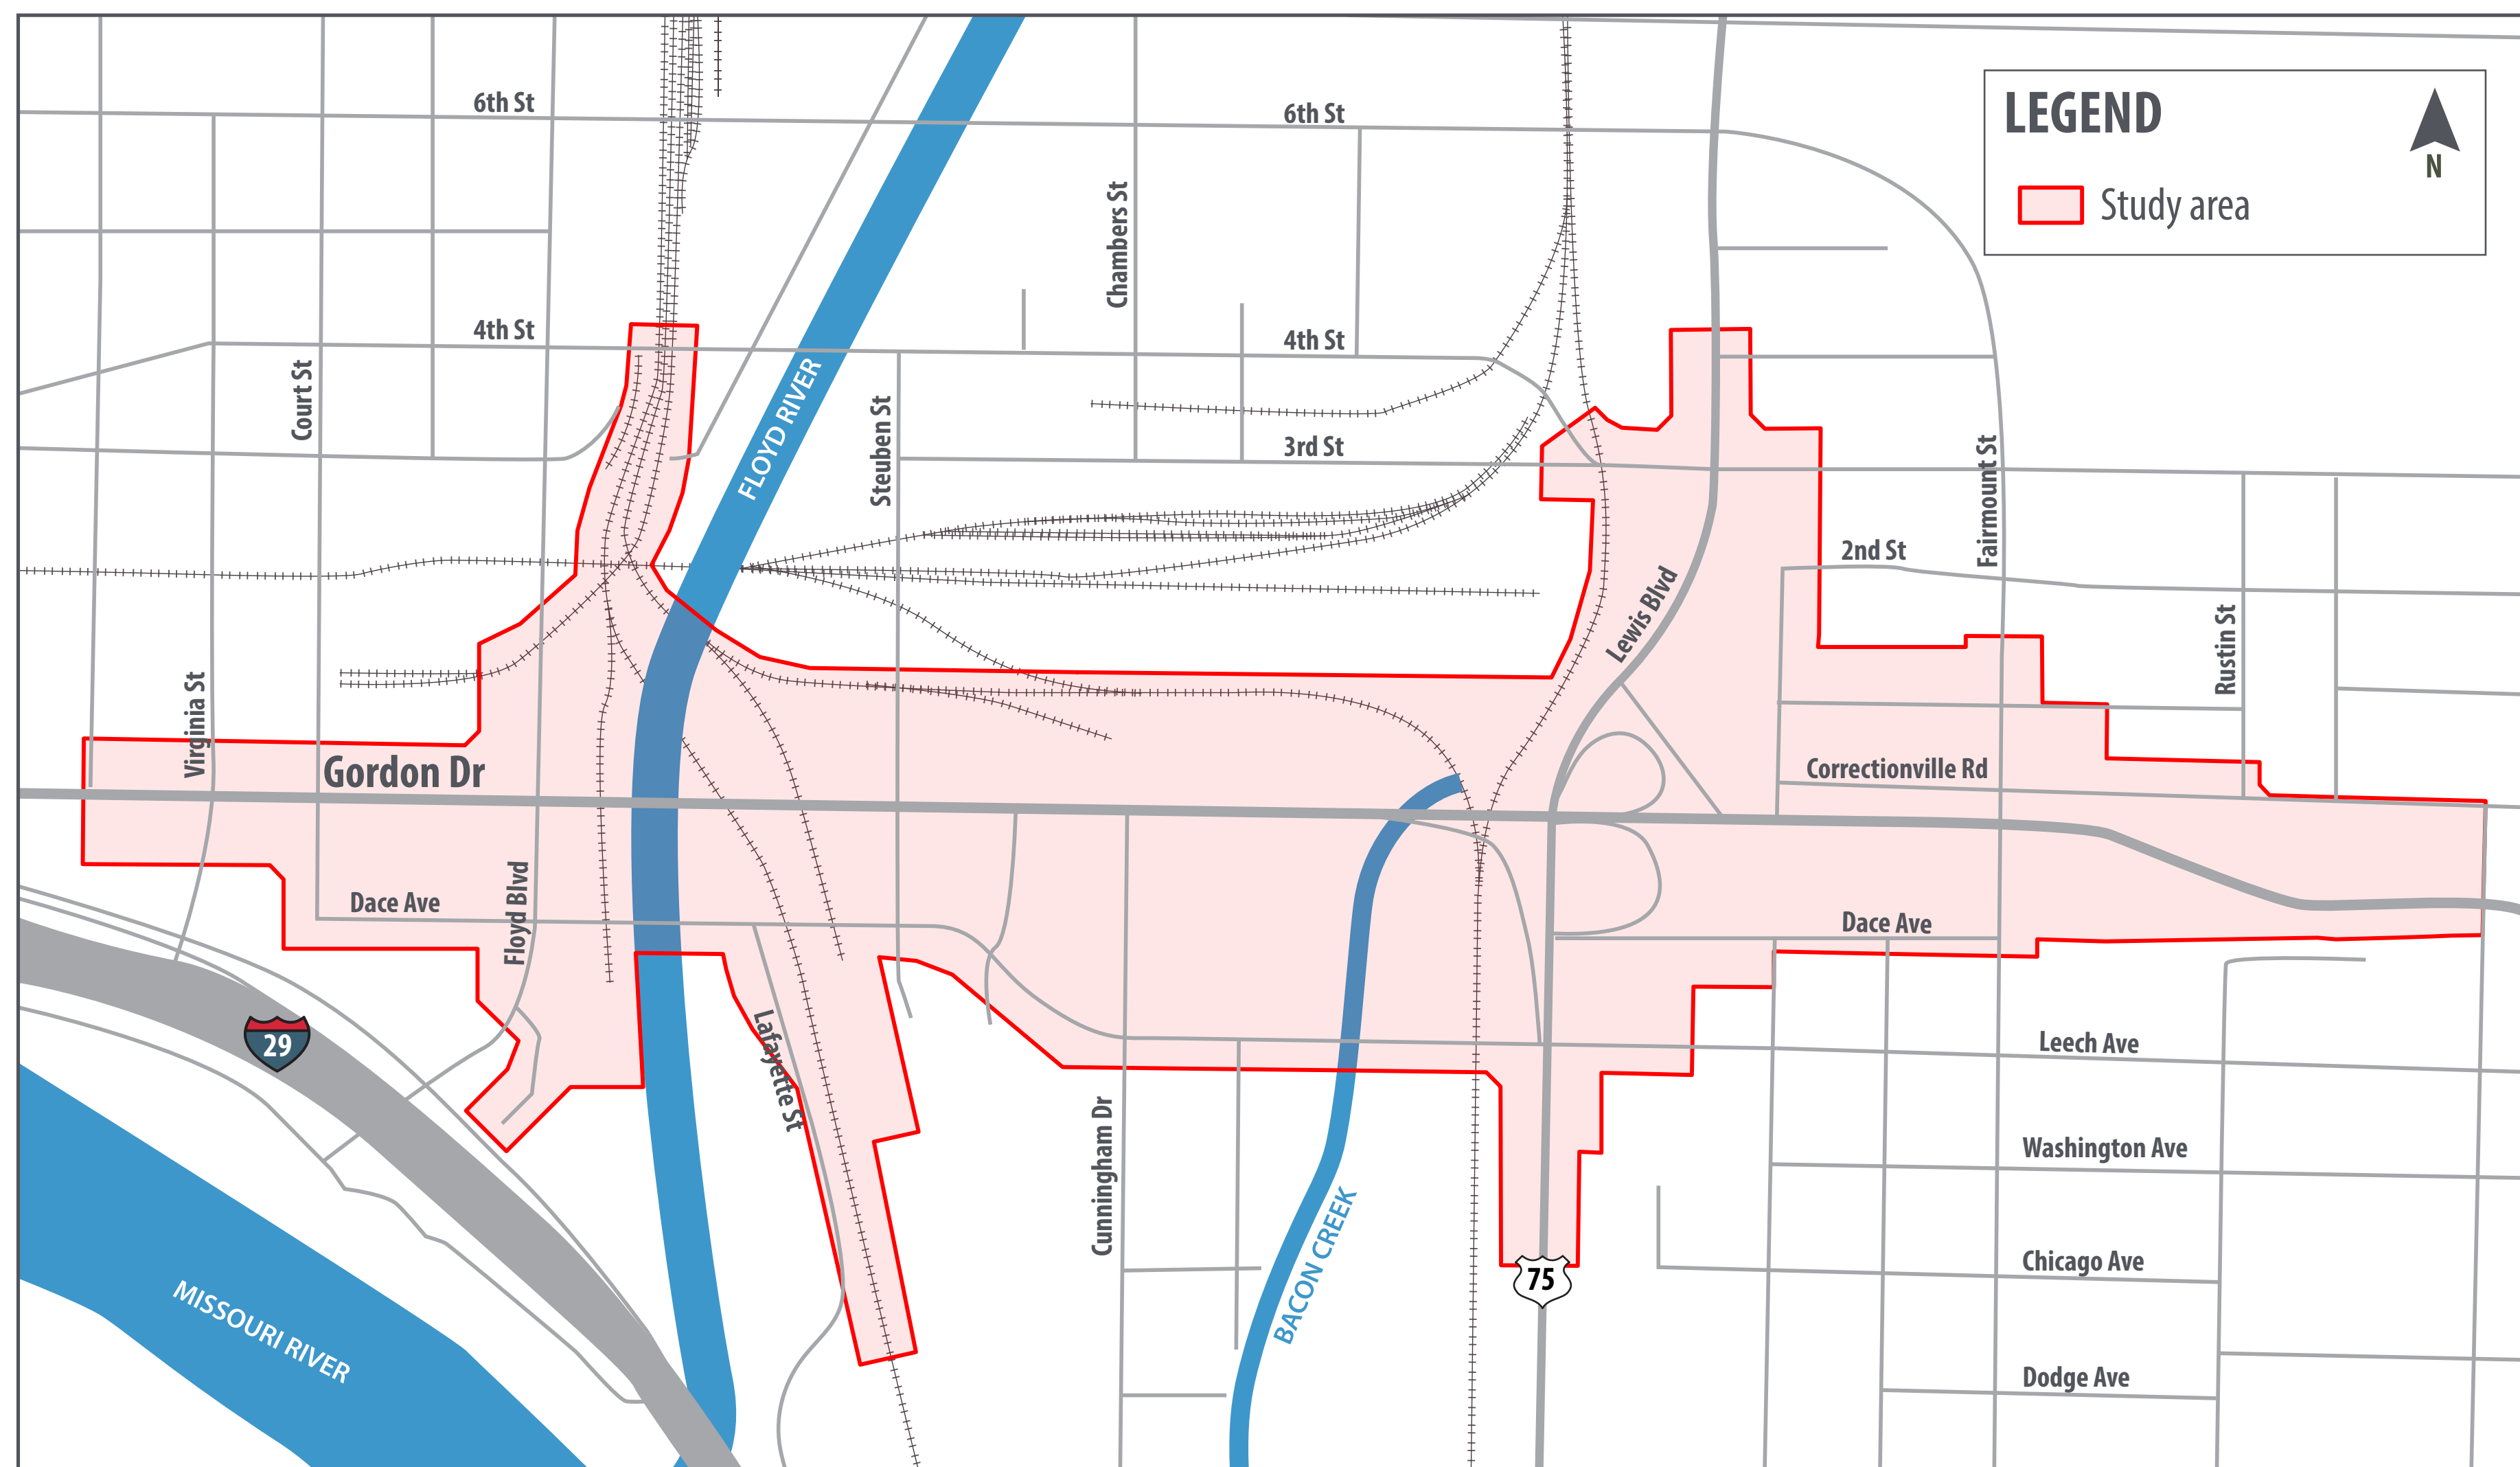 6th St
6th St
LEGEND
N
Study area
Chambers St
4th St
4th St
Court St
FLOYD RIVER
Steuben St
3rd St
Fairmount St
2nd St
Lewis Blvd
Rustin St
Virginia St
Gordon Dr
Correctionville Rd
Dace Ave
Floyd Blvd
Dace Ave
29
Lafayette St
Leech Ave
Cunningham Dr
Washington Ave
BACON CREEK
75
Chicago Ave
MISSOURI RIVER
Dodge Ave